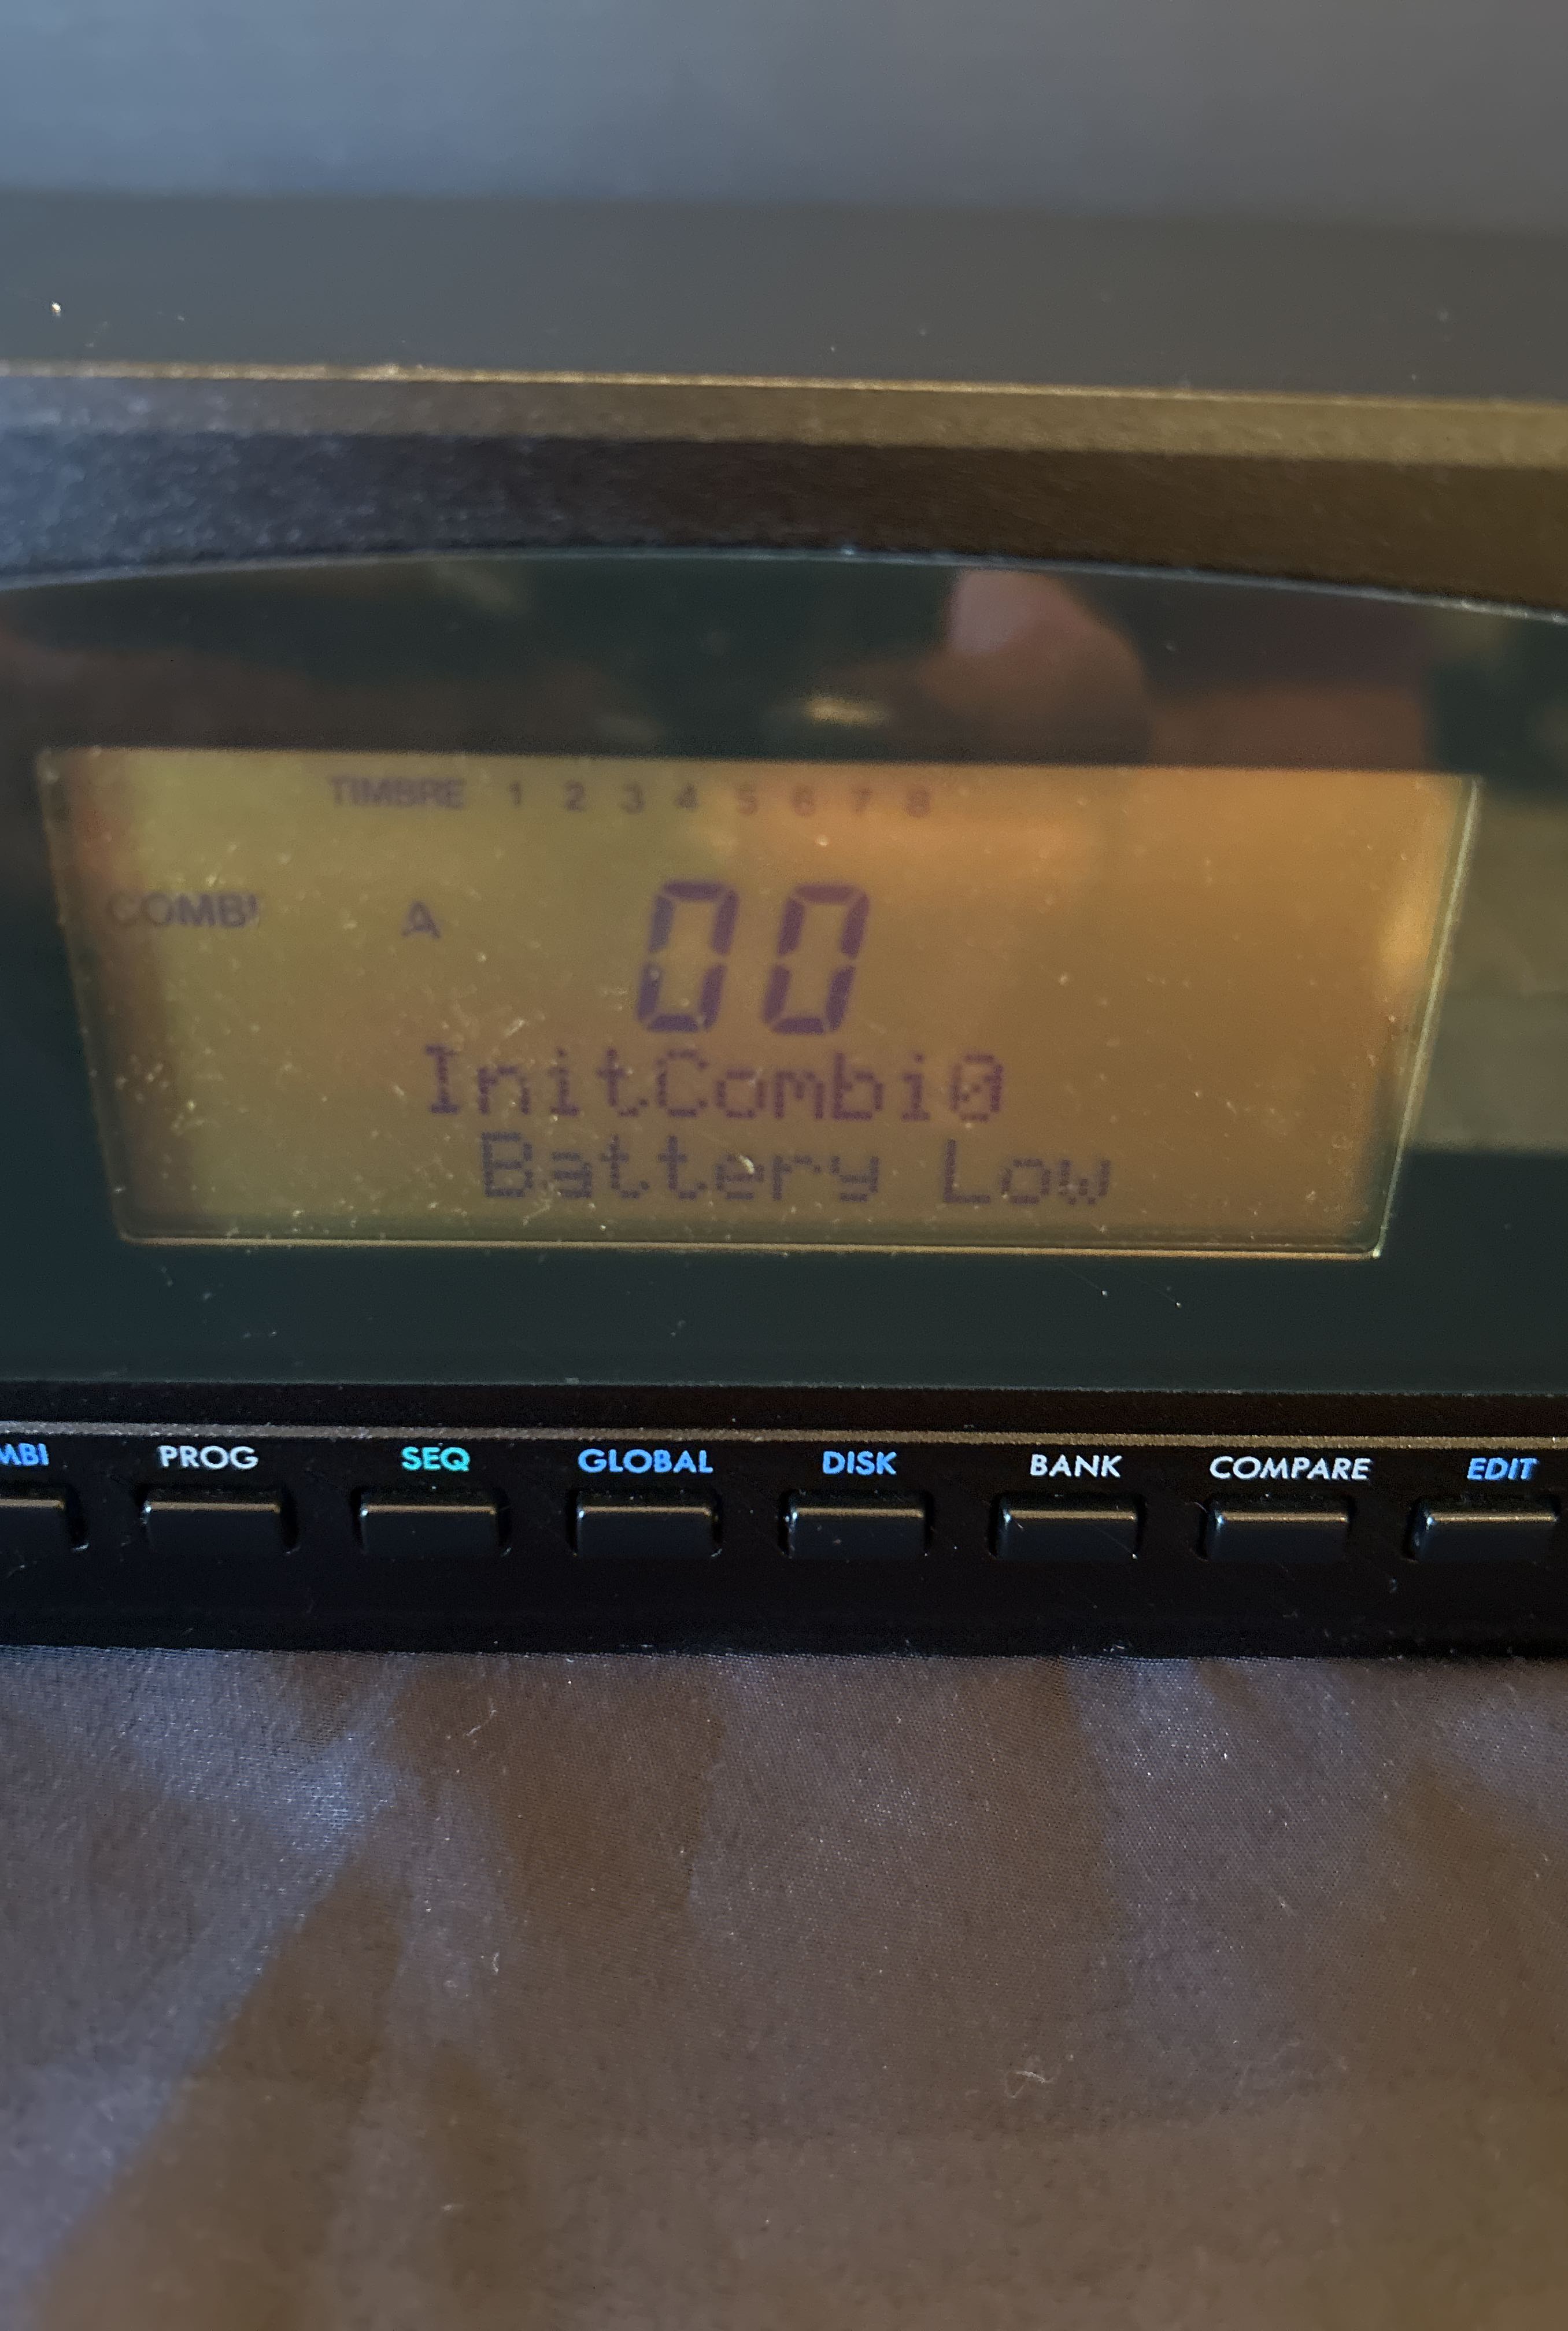 TIMBRE 1 2 3 4 5 6 7 8
COMBI A 00
InitCombi0
Battery Low
MBI PROG SEQ GLOBAL DISK BANK COMPARE EDIT